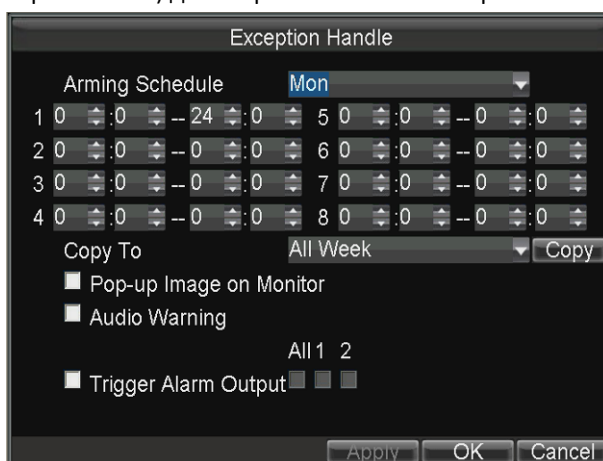 Exception Handle
Arming Schedule Mon
1 0 :0 -- 24 :0 5 0 :0 -- 0 :0
2 0 :0 -- 0 :0 6 0 :0 -- 0 :0
3 0 :0 -- 0 :0 7 0 :0 -- 0 :0
4 0 :0 -- 0 :0 8 0 :0 -- 0 :0
Copy To All Week Copy
Pop-up Image on Monitor
Audio Warning
All 1 2
Trigger Alarm Output
Apply OK Cancel